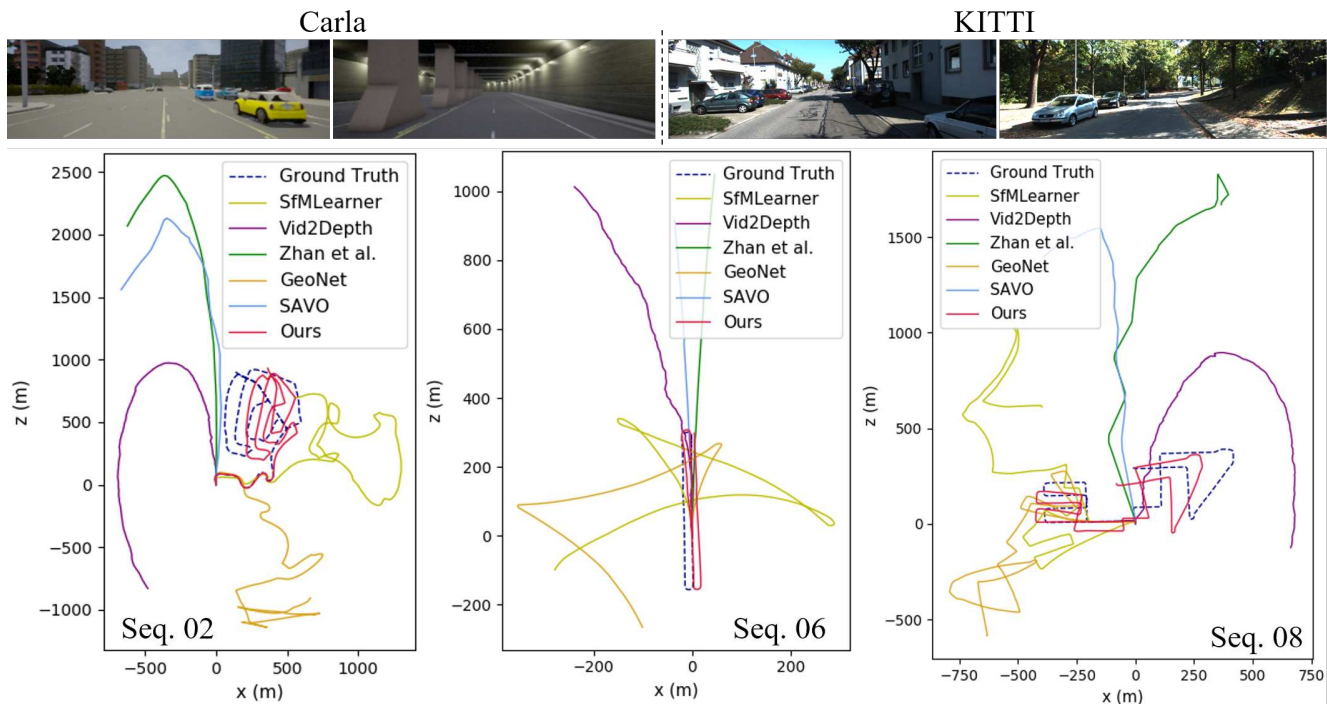 Carla
KITTI
2500
2000
1500
1000
500
0
−500
−1000
z (m)
Ground Truth
SfMLearner
Vid2Depth
Zhan et al.
GeoNet
SAVO
Ours
Seq. 02
−500
0
500
1000
x (m)
1000
800
600
400
200
0
−200
z (m)
Ground Truth
SfMLearner
Vid2Depth
Zhan et al.
GeoNet
SAVO
Ours
Seq. 06
−200
0
200
x (m)
1500
1000
500
0
−500
z (m)
Ground Truth
SfMLearner
Vid2Depth
Zhan et al.
GeoNet
SAVO
Ours
Seq. 08
−750
−500
−250
0
250
500
750
x (m)